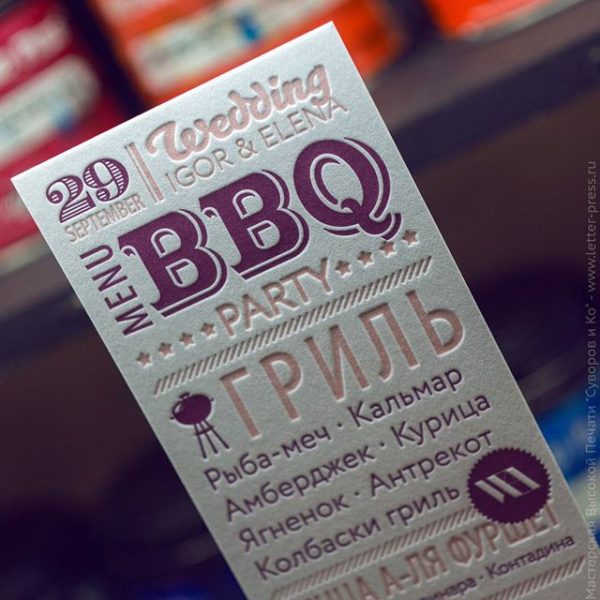 29
SEPTEMBER
Wedding
IGOR & ELENA
MENU
BBQ
PARTY
ГРИЛЬ
Рыба-меч · Кальмар
Амберджек · Курица
Ягненок · Антрекот
Колбаски гриль
А-ЛЯ ФУРШЕТ
· Контадина
Мастерская Высокой Печати "Суворов и Ко" - www.letter-press.ru